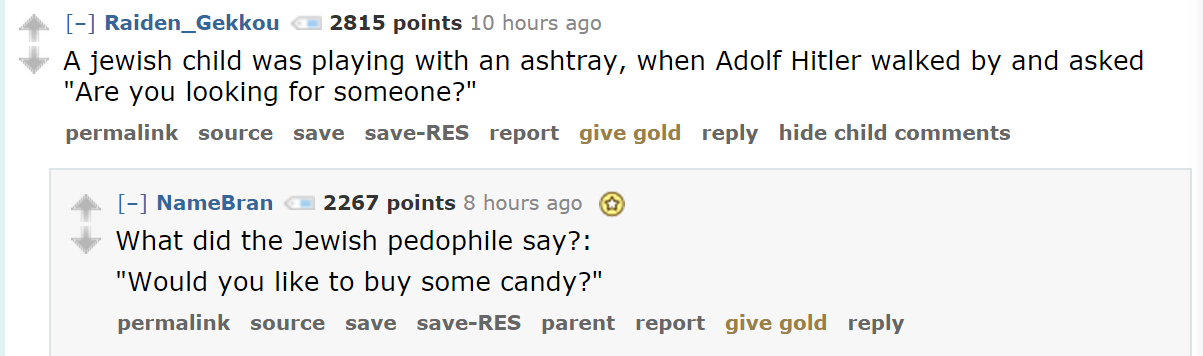 [–] Raiden_Gekkou 2815 points 10 hours ago
A jewish child was playing with an ashtray, when Adolf Hitler walked by and asked
"Are you looking for someone?"
permalink source save save-RES report give gold reply hide child comments
[–] NameBran 2267 points 8 hours ago
What did the Jewish pedophile say?:
"Would you like to buy some candy?"
permalink source save save-RES parent report give gold reply